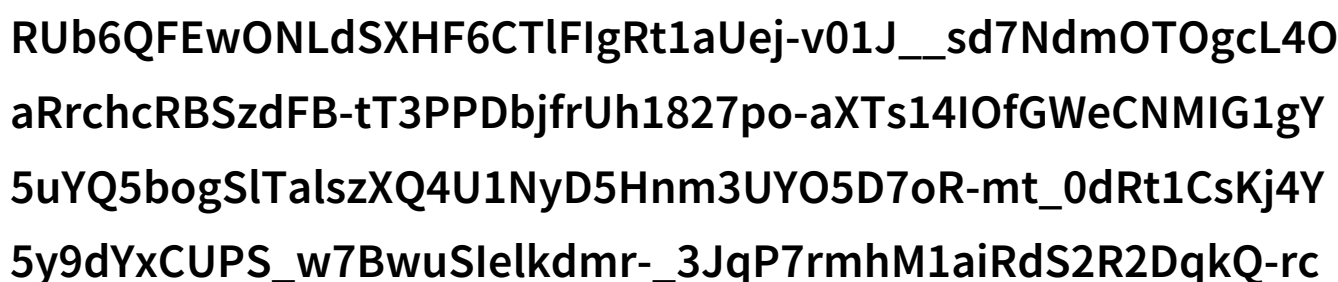 RUb6QFEwONLdSXHF6CTlFIgRt1aUej-v01J__sd7NdmOTOgcL4O
aRrchcRBSzdFB-tT3PPDbjfrUh1827po-aXTs14IOfGWeCNMIG1gY
5uYQ5bogSlTalszXQ4U1NyD5Hnm3UYO5D7oR-mt_0dRt1CsKj4Y
5y9dYxCUPS_w7BwuSIelkdmr-_3JqP7rmhM1aiRdS2R2DqkQ-rc